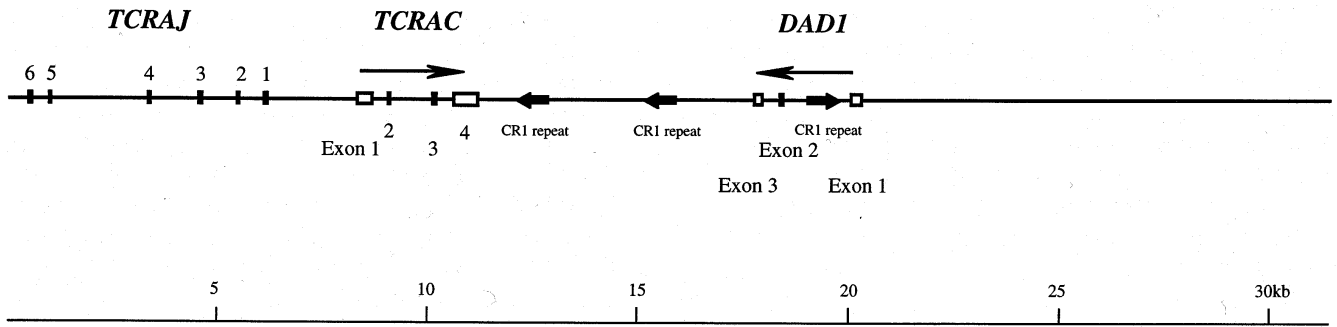 TCRAJ TCRAC DAD1
6 5 4 3 2 1
2 3 4 CR1 repeat CR1 repeat CR1 repeat
Exon 1 Exon 2
Exon 3 Exon 1
5 10 15 20 25 30kb